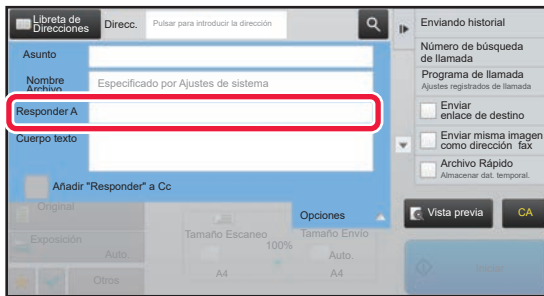 Libreta de
Direcciones
Direcc.
Pulsar para introducir la dirección
Asunto
Nombre
Archivo
Especificado por Ajustes de sistema
Responder A
Cuerpo texto
Añadir "Responder" a Cc
Opciones
Original
Exposición
Auto.
Otros
Tamaño Escaneo
100%
A4
Tamaño Envío
Auto.
A4
Enviando historial
Número de búsqueda
de llamada
Programa de llamada
Ajustes registrados de llamada
Enviar
enlace de destino
Enviar misma imagen
como dirección fax
Archivo Rápido
Almacenar dat. temporal.
Vista previa
CA
Iniciar